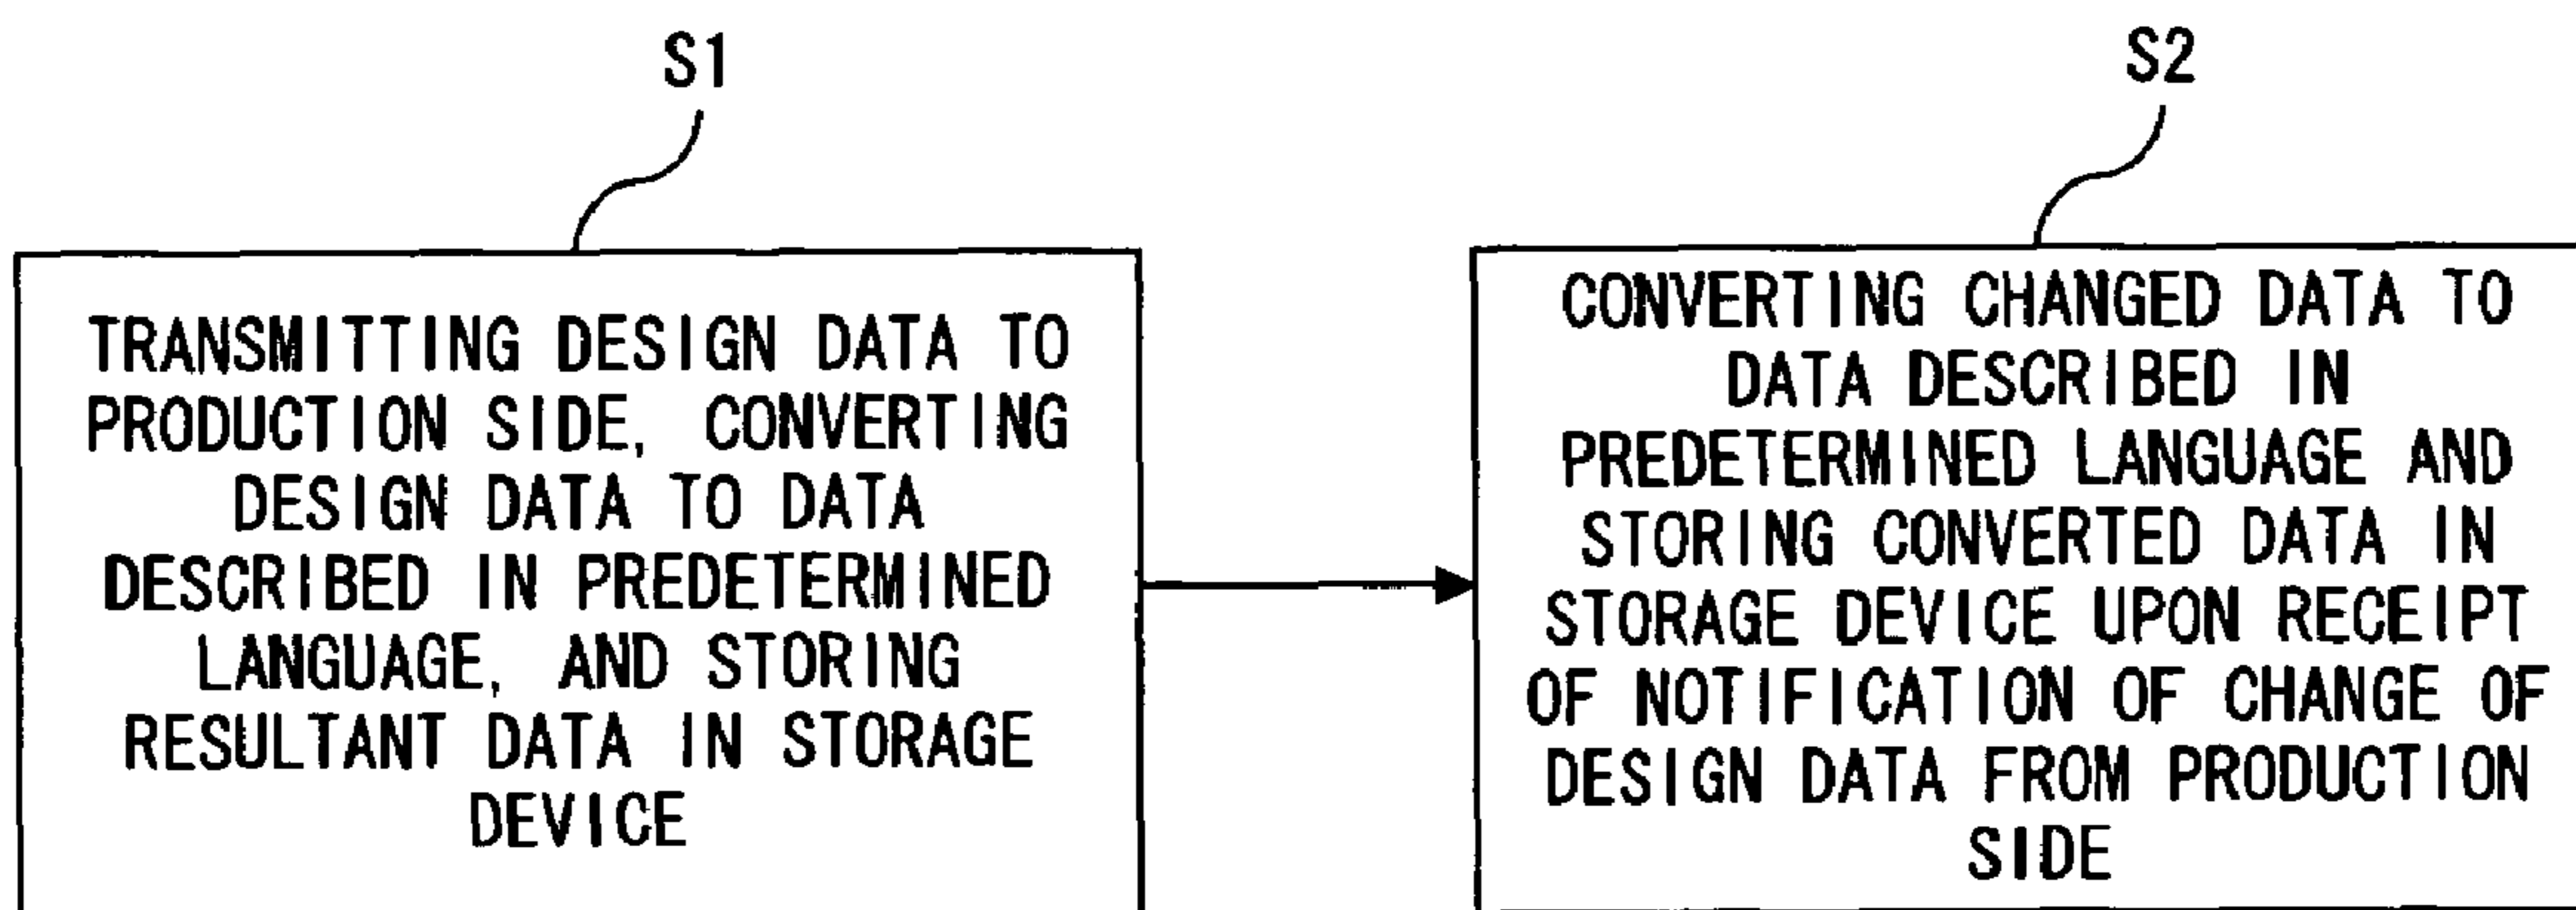 S1
TRANSMITTING DESIGN DATA TO
PRODUCTION SIDE, CONVERTING
DESIGN DATA TO DATA
DESCRIBED IN PREDETERMINED
LANGUAGE, AND STORING
RESULTANT DATA IN STORAGE
DEVICE
S2
CONVERTING CHANGED DATA TO
DATA DESCRIBED IN
PREDETERMINED LANGUAGE AND
STORING CONVERTED DATA IN
STORAGE DEVICE UPON RECEIPT
OF NOTIFICATION OF CHANGE OF
DESIGN DATA FROM PRODUCTION
SIDE